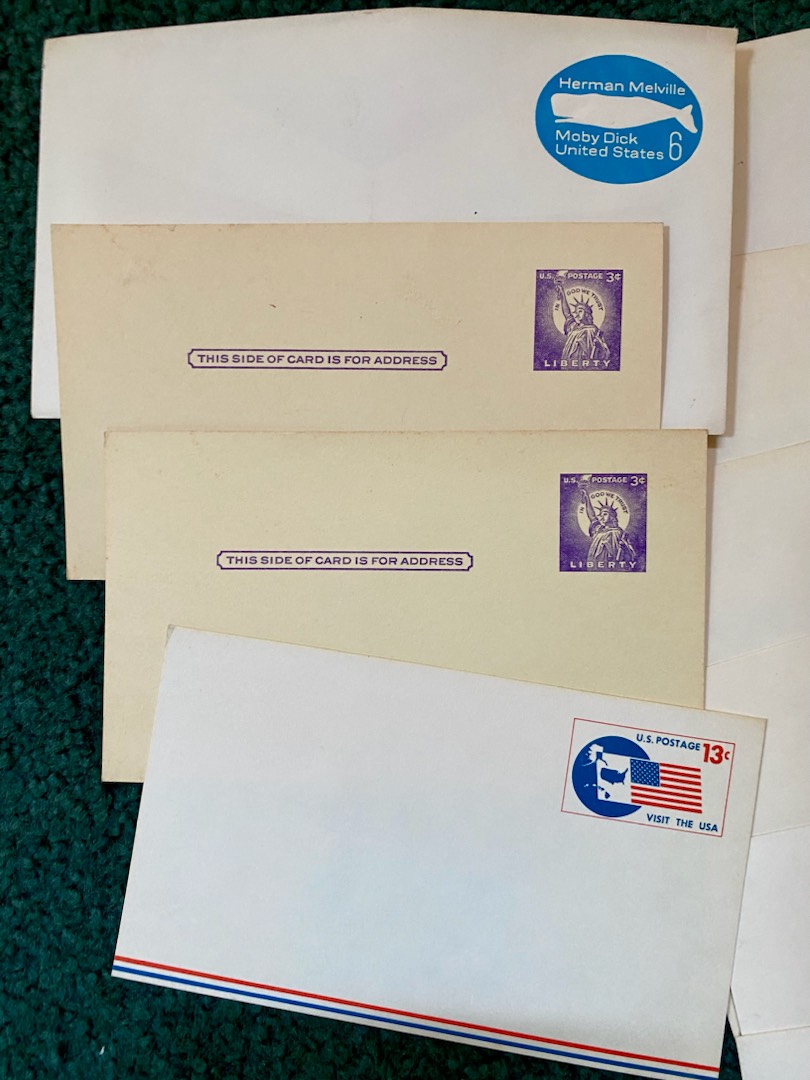 Herman Melville
Moby Dick
United States 6
U.S. POSTAGE 3¢
IN GOD WE TRUST
LIBERTY
THIS SIDE OF CARD IS FOR ADDRESS
U.S. POSTAGE 3¢
IN GOD WE TRUST
LIBERTY
THIS SIDE OF CARD IS FOR ADDRESS
U.S. POSTAGE 13c
VISIT THE USA